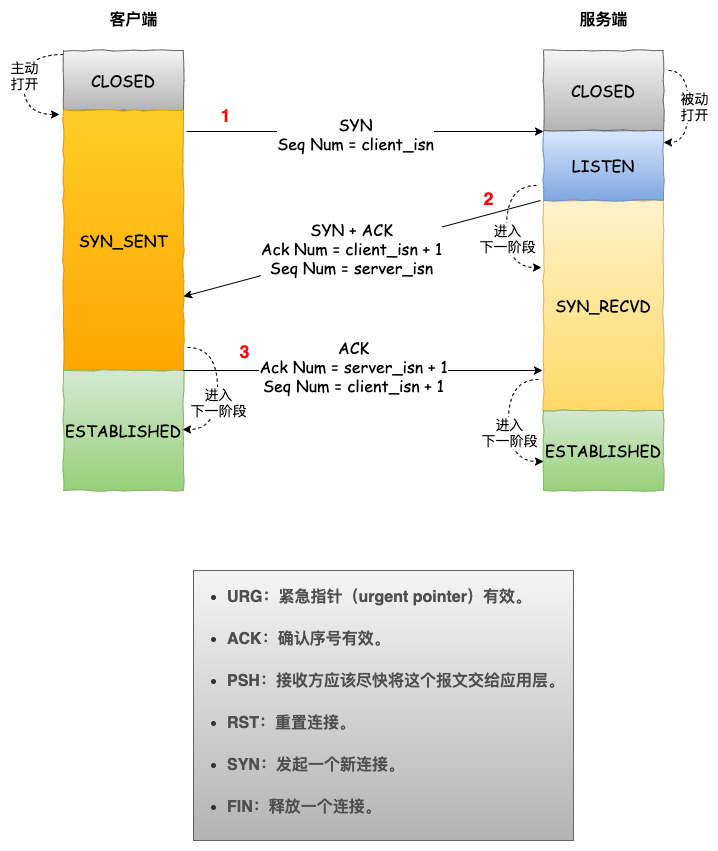 客户端
服务端
主动
打开
CLOSED
CLOSED
被动
打开
1
SYN
Seq Num = client_isn
LISTEN
2
SYN_SENT
SYN + ACK
Ack Num = client_isn + 1
Seq Num = server_isn
进入
下一阶段
SYN_RECVD
3
ACK
Ack Num = server_isn + 1
Seq Num = client_isn + 1
进入
下一阶段
进入
下一阶段
ESTABLISHED
ESTABLISHED
• URG：紧急指针（urgent pointer）有效。
• ACK：确认序号有效。
• PSH：接收方应该尽快将这个报文交给应用层。
• RST：重置连接。
• SYN：发起一个新连接。
• FIN：释放一个连接。